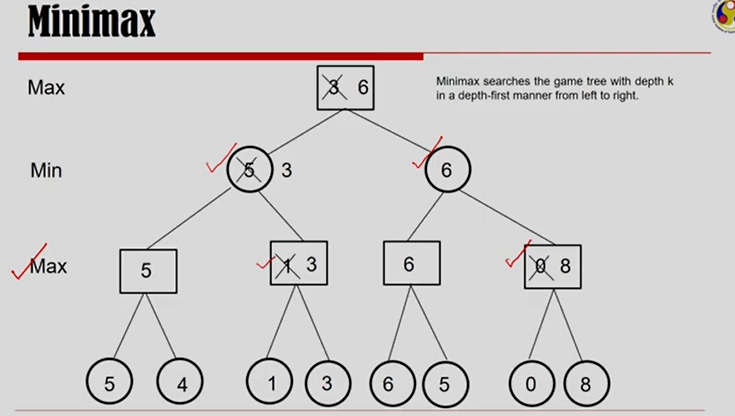 Minimax
Max
3 6
Minimax searches the game tree with depth k
in a depth-first manner from left to right.
Min
5 3
6
Max
5
1 3
6
0 8
5
4
1
3
6
5
0
8